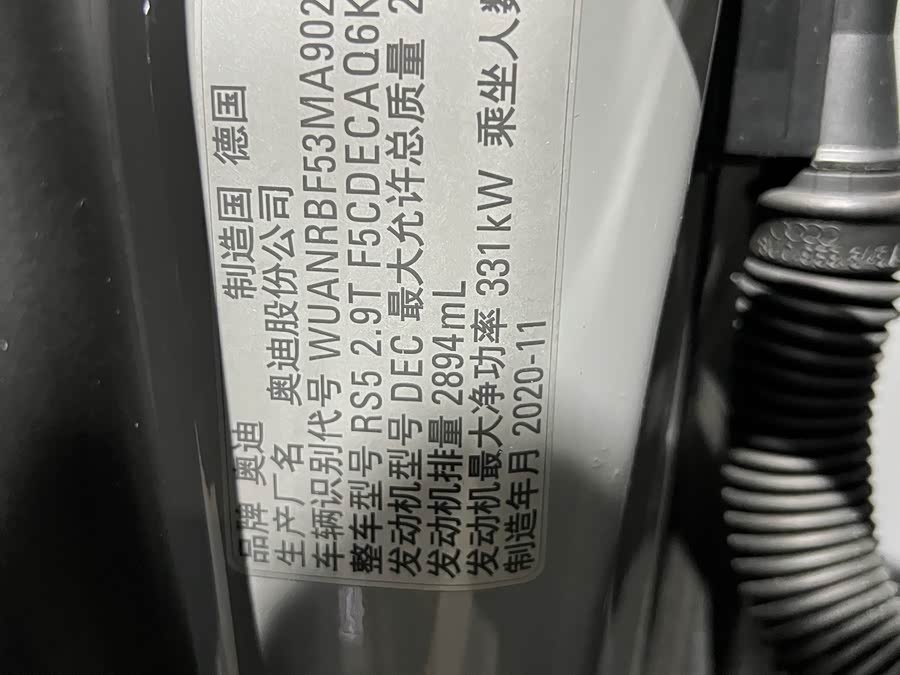 品牌 奥迪 制造国 德国
生产厂名 奥迪股份公司
车辆识别代号 WUANRBF53MA902
整车型号 RS5 2.9T F5CDECAQ6K
发动机型号 DEC 最大允许总质量 2
发动机排量 2894mL
发动机最大净功率 331kW 乘坐人数
制造年月 2020-11